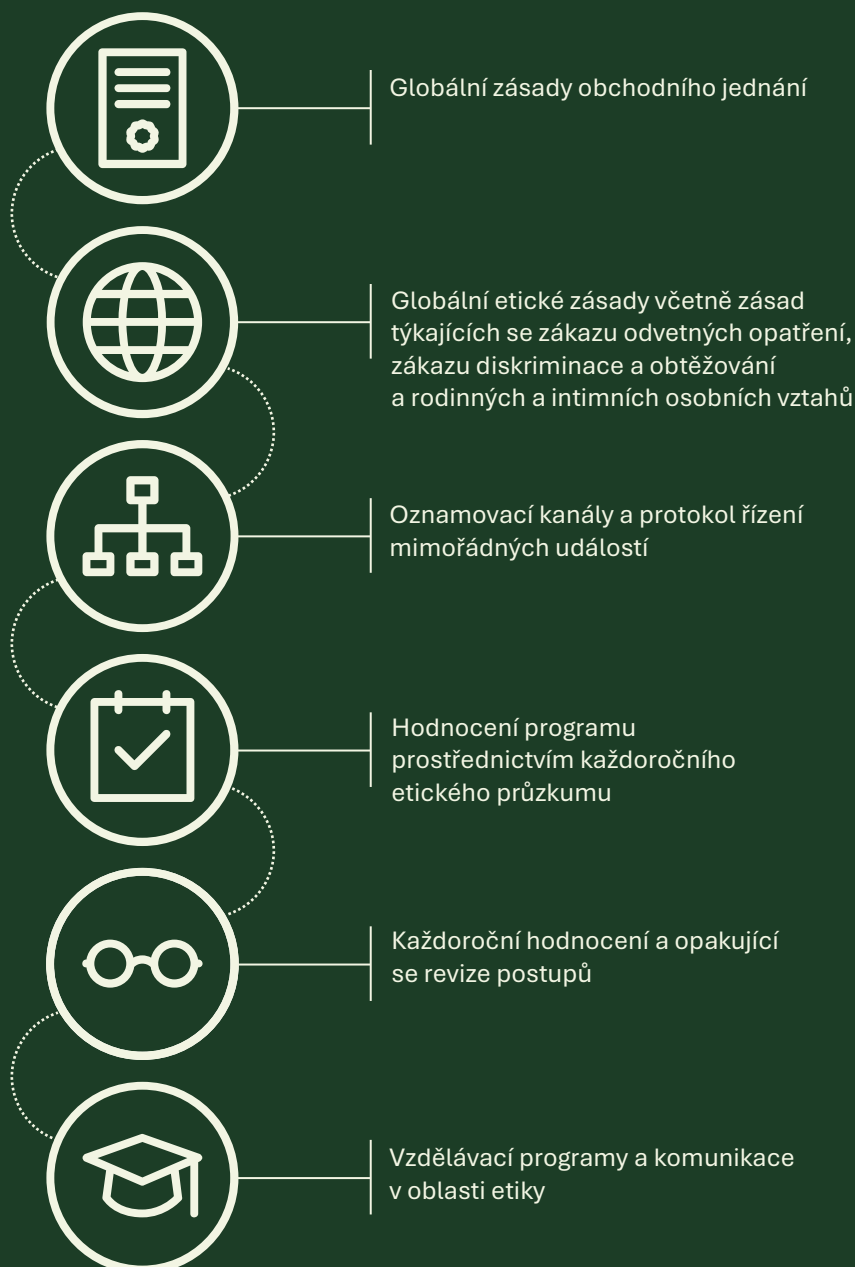 Globální zásady obchodního jednání
Globální etické zásady včetně zásad
týkajících se zákazu odvetných opatření,
zákazu diskriminace a obtěžování
a rodinných a intimních osobních vztahů
Oznamovací kanály a protokol řízení
mimořádných událostí
Hodnocení programu
prostřednictvím každoročního
etického průzkumu
Každoroční hodnocení a opakující
se revize postupů
Vzdělávací programy a komunikace
v oblasti etiky